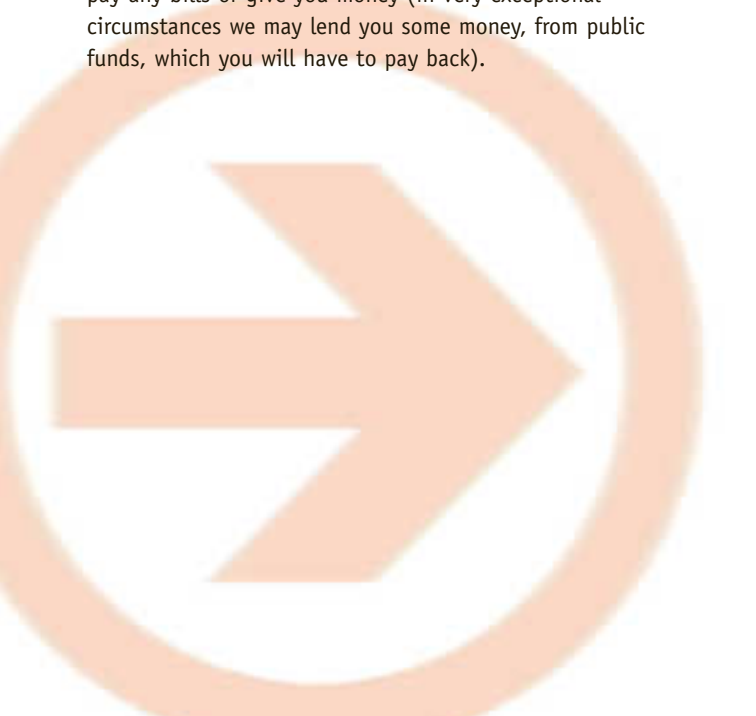 pay any bills or give you money (in very exceptional
circumstances we may lend you some money, from public
funds, which you will have to pay back).